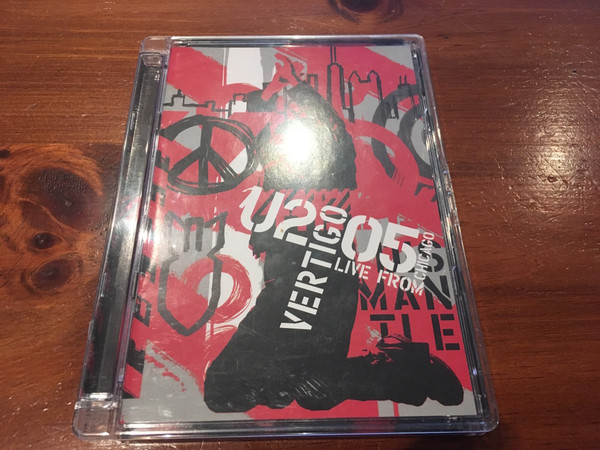 U2
VERTIGO
05
LIVE FROM
CHICAGO
MAN
TLE